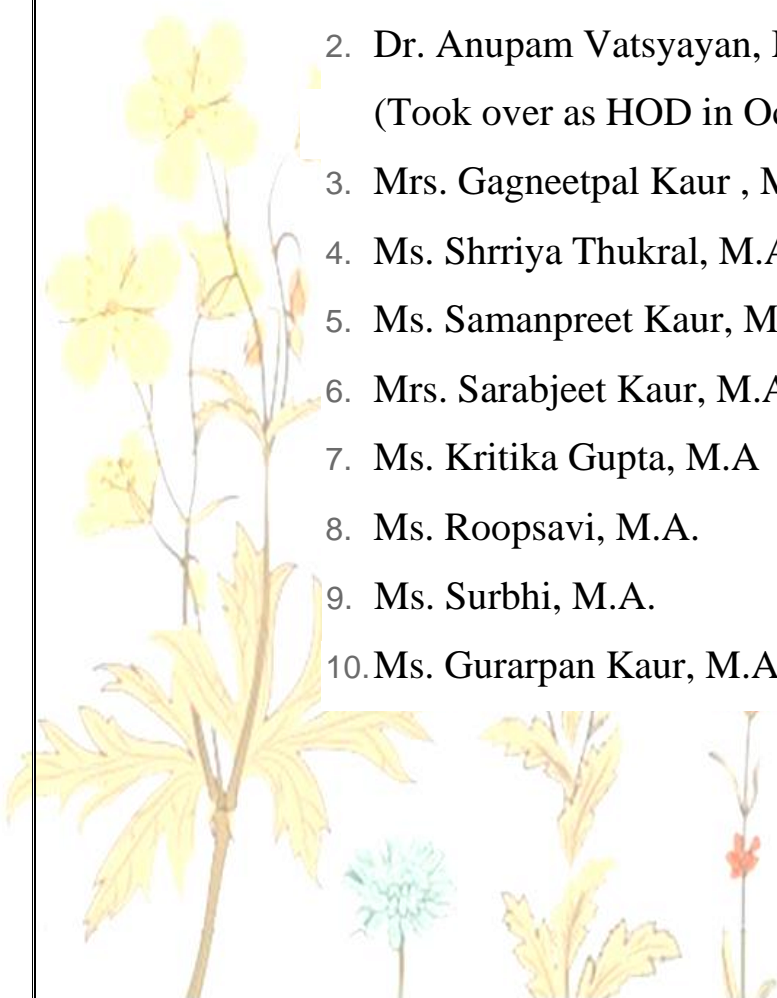 2. Dr. Anupam Vatsyayan,
(Took over as HOD in
3. Mrs. Gagneetpal Kaur ,
4. Ms. Shrriya Thukral, M.A
5. Ms. Samanpreet Kaur,
6. Mrs. Sarabjeet Kaur, M.A
7. Ms. Kritika Gupta, M.A
8. Ms. Roopsavi, M.A.
9. Ms. Surbhi, M.A.
10. Ms. Gurarpan Kaur, M.A